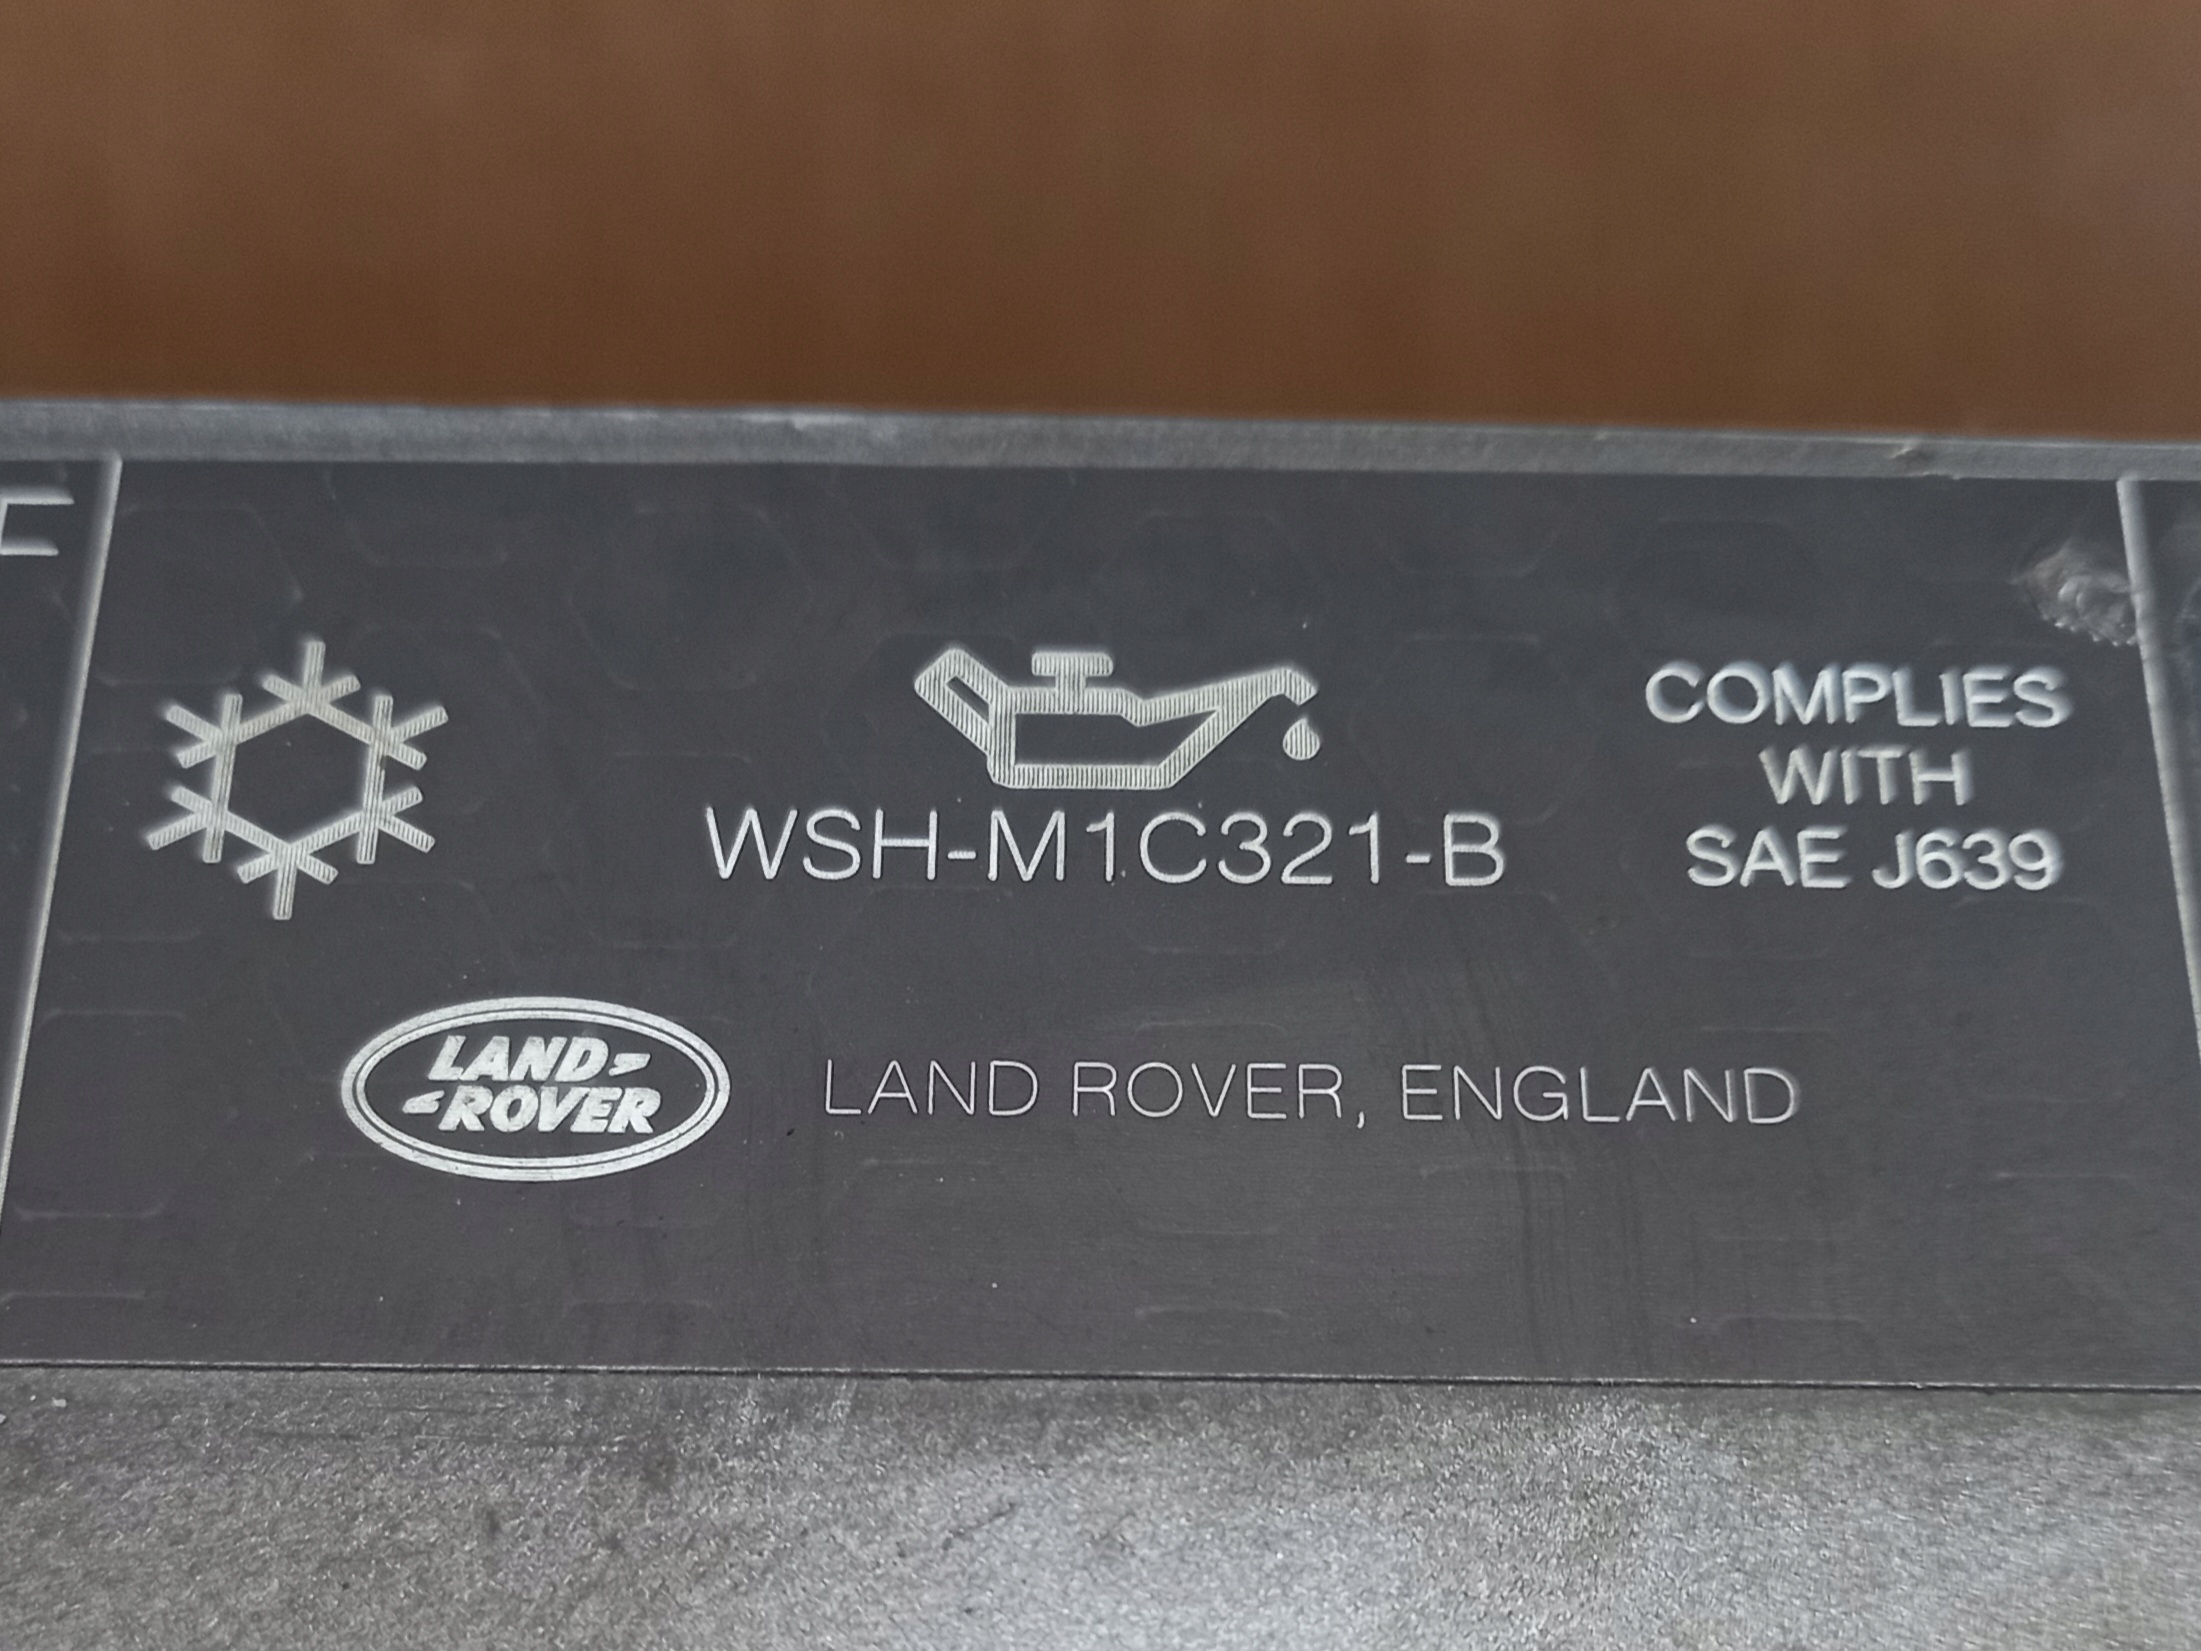 WSH-M1C321-B
COMPLIES
WITH
SAE J639
LAND-
-ROVER
LAND ROVER, ENGLAND